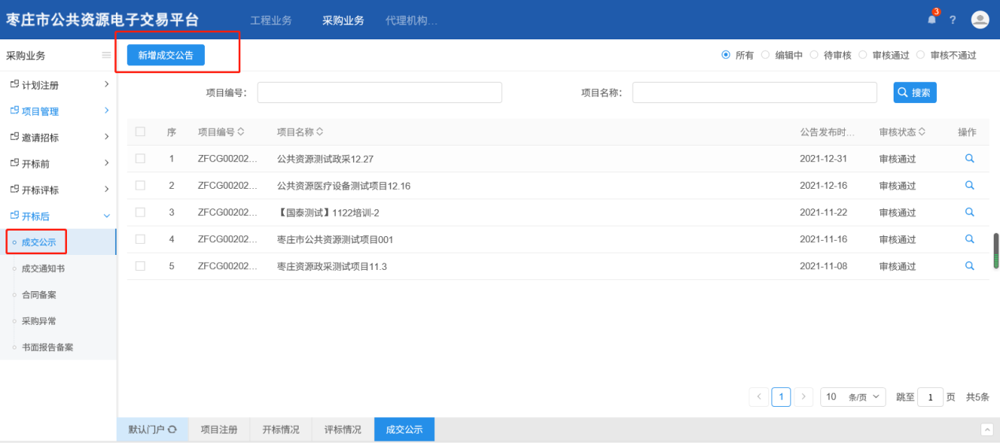 枣庄市公共资源电子交易平台 工程业务 采购业务 代理机构... 3 ?
采购业务
新增成交公告 所有 编辑中 待审核 审核通过 审核不通过
计划注册
项目管理
邀请招标
开标前
开标评标
开标后
成交公示
成交通知书
合同备案
采购异常
书面报告备案
项目编号: 项目名称: 搜索
序 项目编号 项目名称 公告发布时... 审核状态 操作
1 ZFCG00202... 公共资源测试政采12.27 2021-12-31 审核通过
2 ZFCG00202... 公共资源医疗设备测试项目12.16 2021-12-16 审核通过
3 ZFCG00202... 【国泰测试】1122培训-2 2021-11-22 审核通过
4 ZFCG00202... 枣庄市公共资源测试项目001 2021-11-16 审核通过
5 ZFCG00202... 枣庄资源政采测试项目11.3 2021-11-08 审核通过
1 10 条/页 跳至 1 页 共5条
默认门户 项目注册 开标情况 评标情况 成交公示